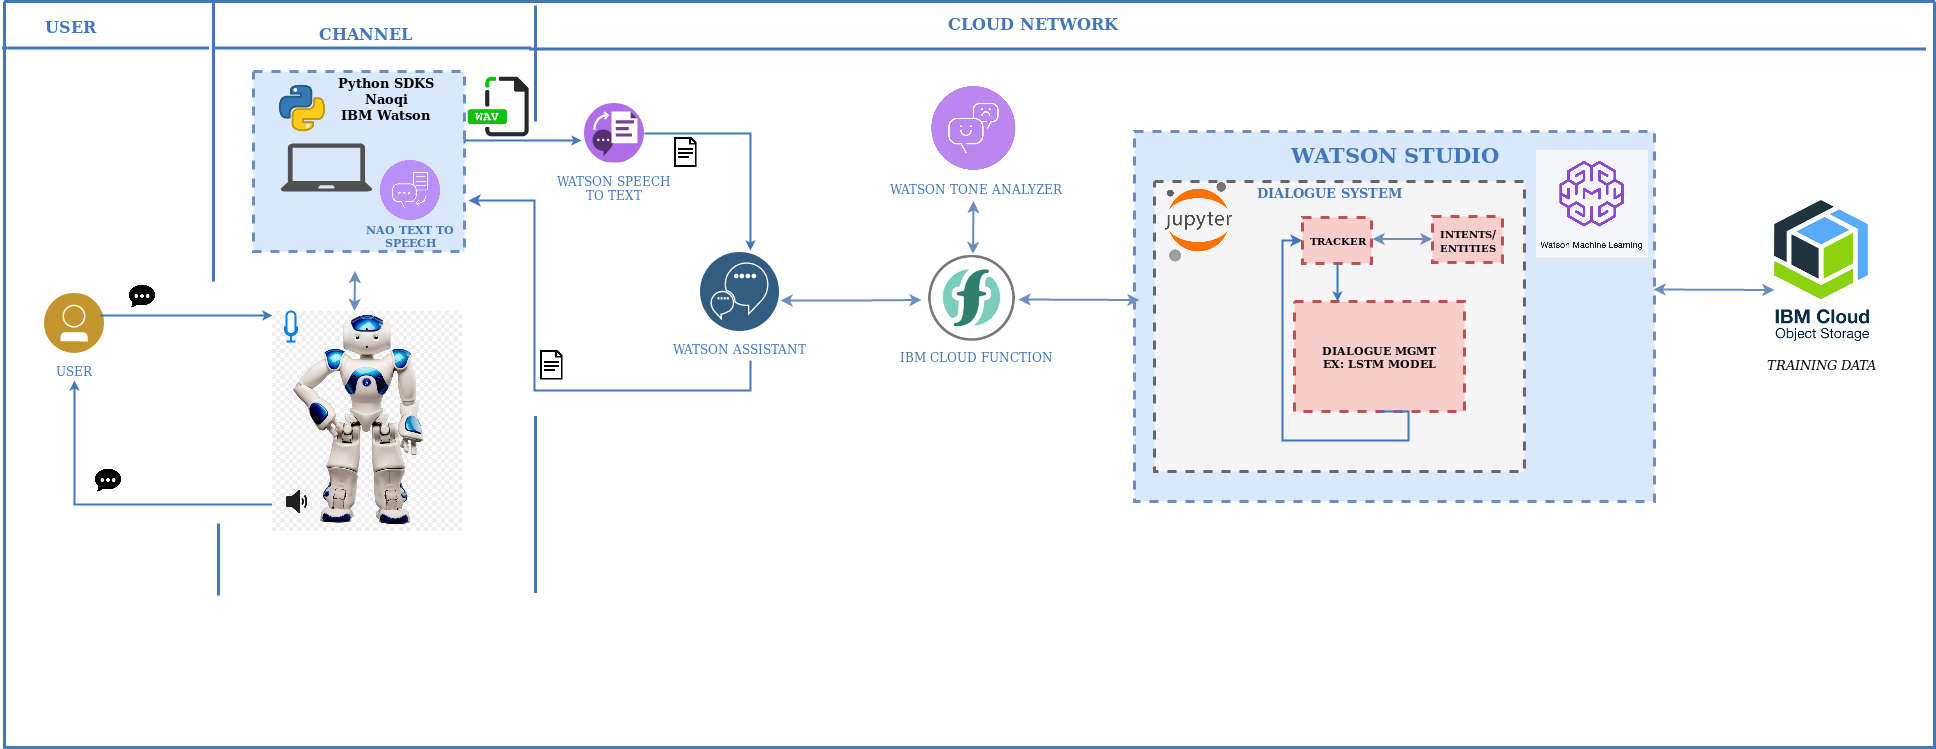 USER
CHANNEL
CLOUD NETWORK
Python SDKS
Naoqi
IBM Watson
NAO TEXT TO
SPEECH
WAV
WATSON SPEECH
TO TEXT
WATSON TONE ANALYZER
WATSON ASSISTANT
IBM CLOUD FUNCTION
f
USER
WATSON STUDIO
DIALOGUE SYSTEM
jupyter
TRACKER
INTENTS/
ENTITIES
DIALOGUE MGMT
EX: LSTM MODEL
Watson Machine Learning
IBM Cloud
Object Storage
TRAINING DATA